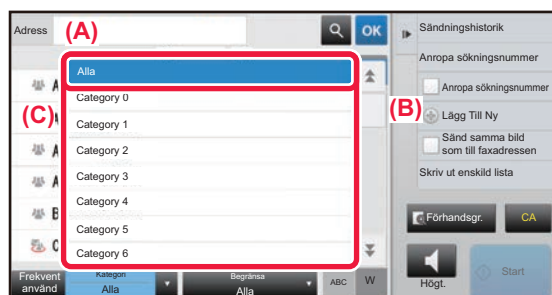 Adress
(A)
OK
Alla
Category 0
Category 1
Category 2
Category 3
Category 4
Category 5
Category 6
(C)
A
A
A
B
C
Frekvent
använd
Kategori
Alla
Begränsa
Alla
ABC
W
Sändningshistorik
Anropa sökningsnummer
Anropa sökningsnummer
(B)
Lägg Till Ny
Sänd samma bild
som till faxadressen
Skriv ut enskild lista
Förhandsgr.
CA
Högt.
Start